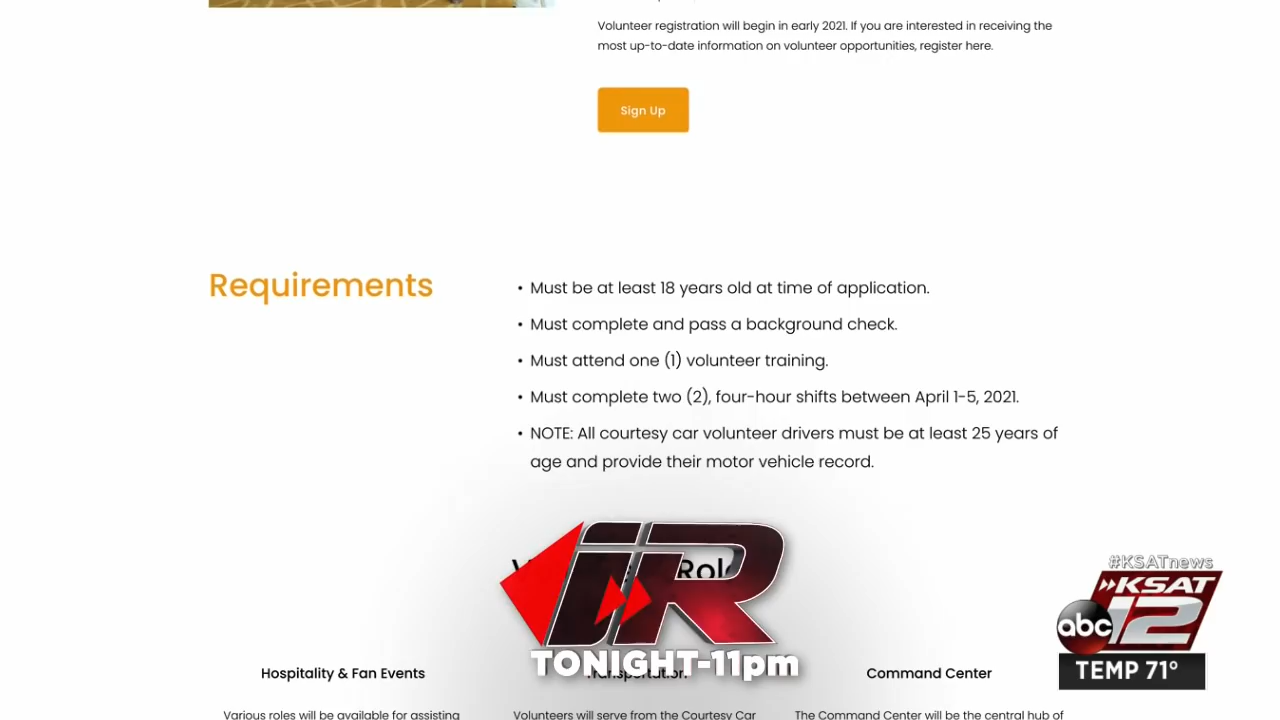 Volunteer registration will begin in early 2021. If you are interested in receiving the
most up-to-date information on volunteer opportunities, register here.
Sign Up
Requirements
• Must be at least 18 years old at time of application.
• Must complete and pass a background check.
• Must attend one (1) volunteer training.
• Must complete two (2), four-hour shifts between April 1-5, 2021.
• NOTE: All courtesy car volunteer drivers must be at least 25 years of
age and provide their motor vehicle record.
iR
TONIGHT-11pm
#KSATnews
KSAT
abc 12
TEMP 71°
Hospitality & Fan Events
Transportation
Command Center
Various roles will be available for assisting
Volunteers will serve from the Courtesy Car
The Command Center will be the central hub of